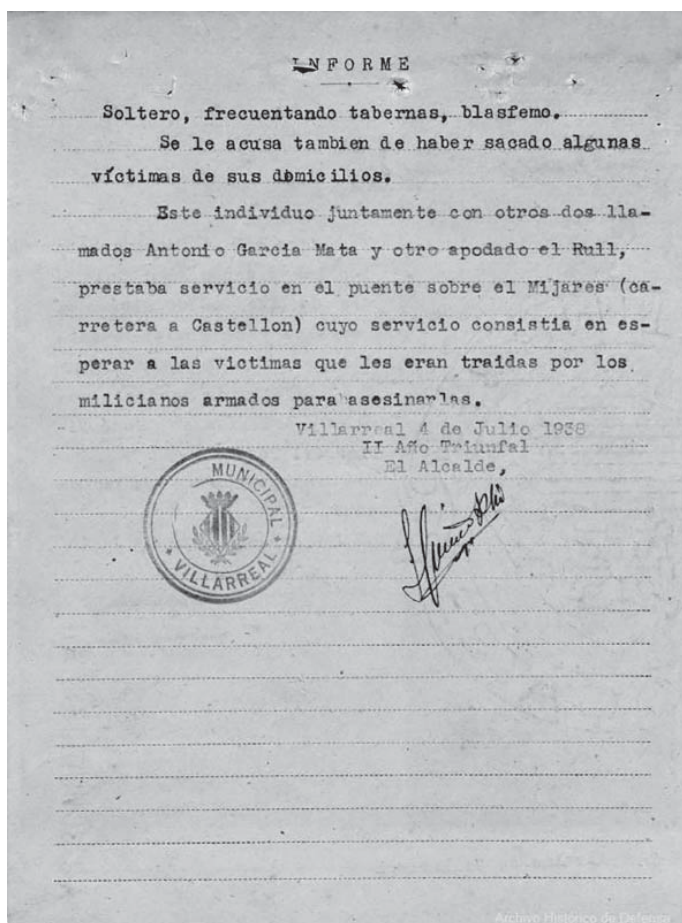 INFORME
Soltero, frecuentando tabernas, blasfemo.
Se le acusa tambien de haber sacado algunas
víctimas de sus domicilios.
Este individuo juntamente con otros dos lla-
mados Antonio Garcia Mata y otro apodado el Rull,
prestaba servicio en el puente sobre el Mijares (ca-
rretera a Castellon) cuyo servicio consistia en es-
perar a las victimas que les eran traidas por los
milicianos armados para asesinarlas.
Villarreal 4 de Julio 1938
II Año Triunfal
El Alcalde,
MUNICIPAL
* VILLARREAL *
Archivo Histórico de Defensa